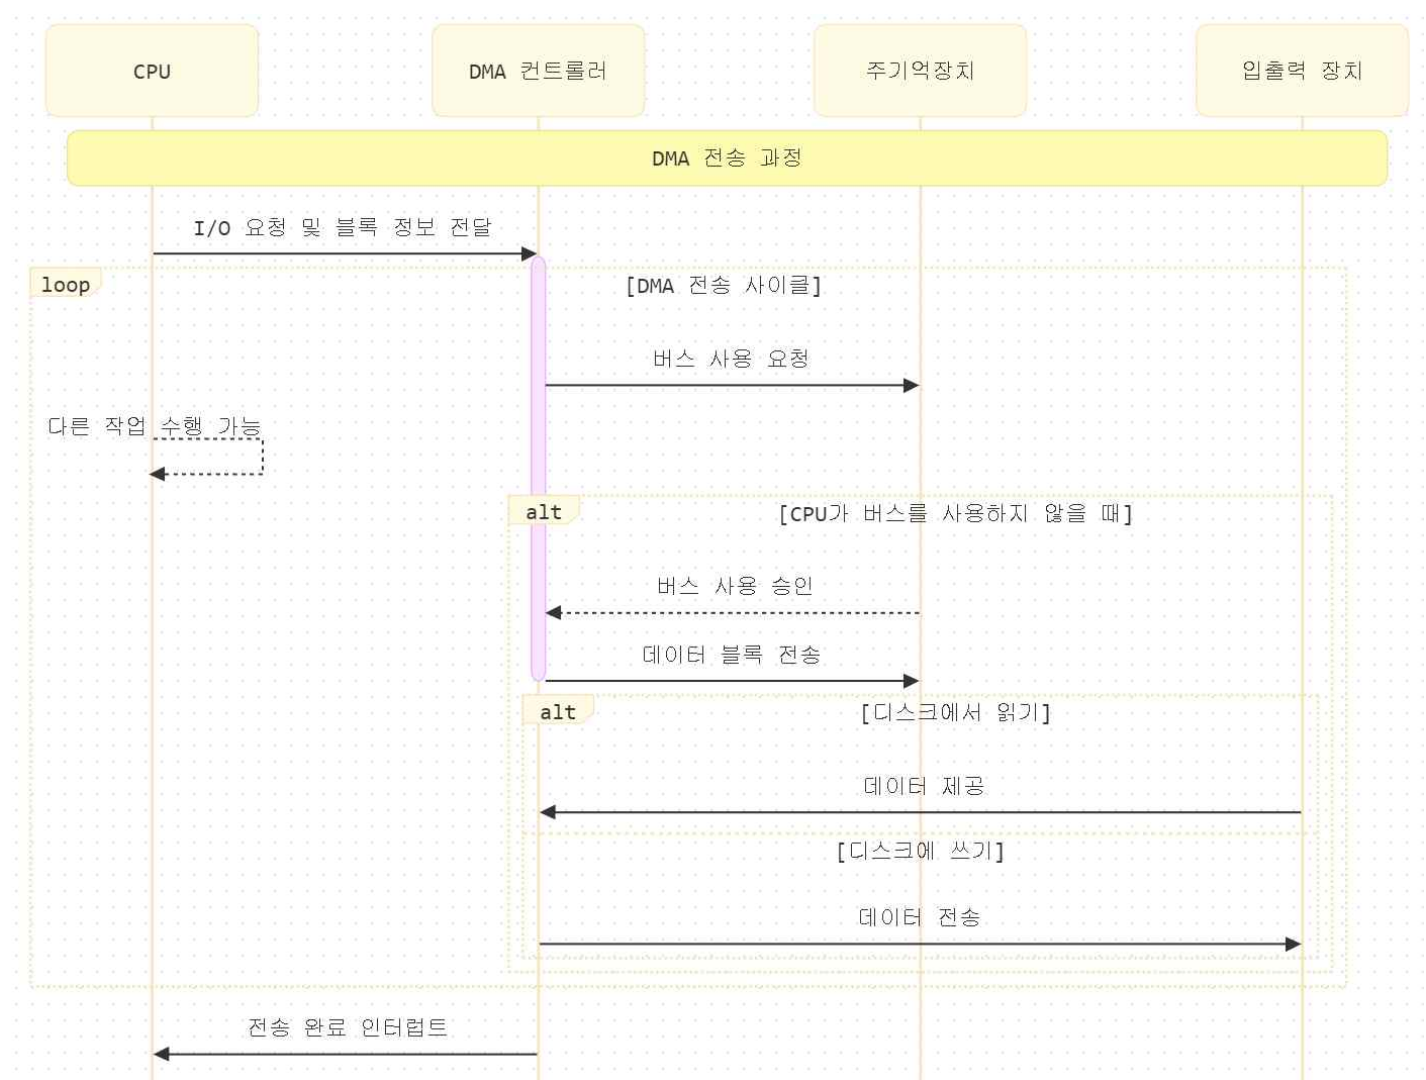 CPU
DMA 컨트롤러
주기억장치
입출력 장치
DMA 전송 과정
I/O 요청 및 블록 정보 전달
loop
[DMA 전송 사이클]
버스 사용 요청
다른 작업 수행 가능
alt
[CPU가 버스를 사용하지 않을 때]
버스 사용 승인
데이터 블록 전송
alt
[디스크에서 읽기]
데이터 제공
[디스크에 쓰기]
데이터 전송
전송 완료 인터럽트